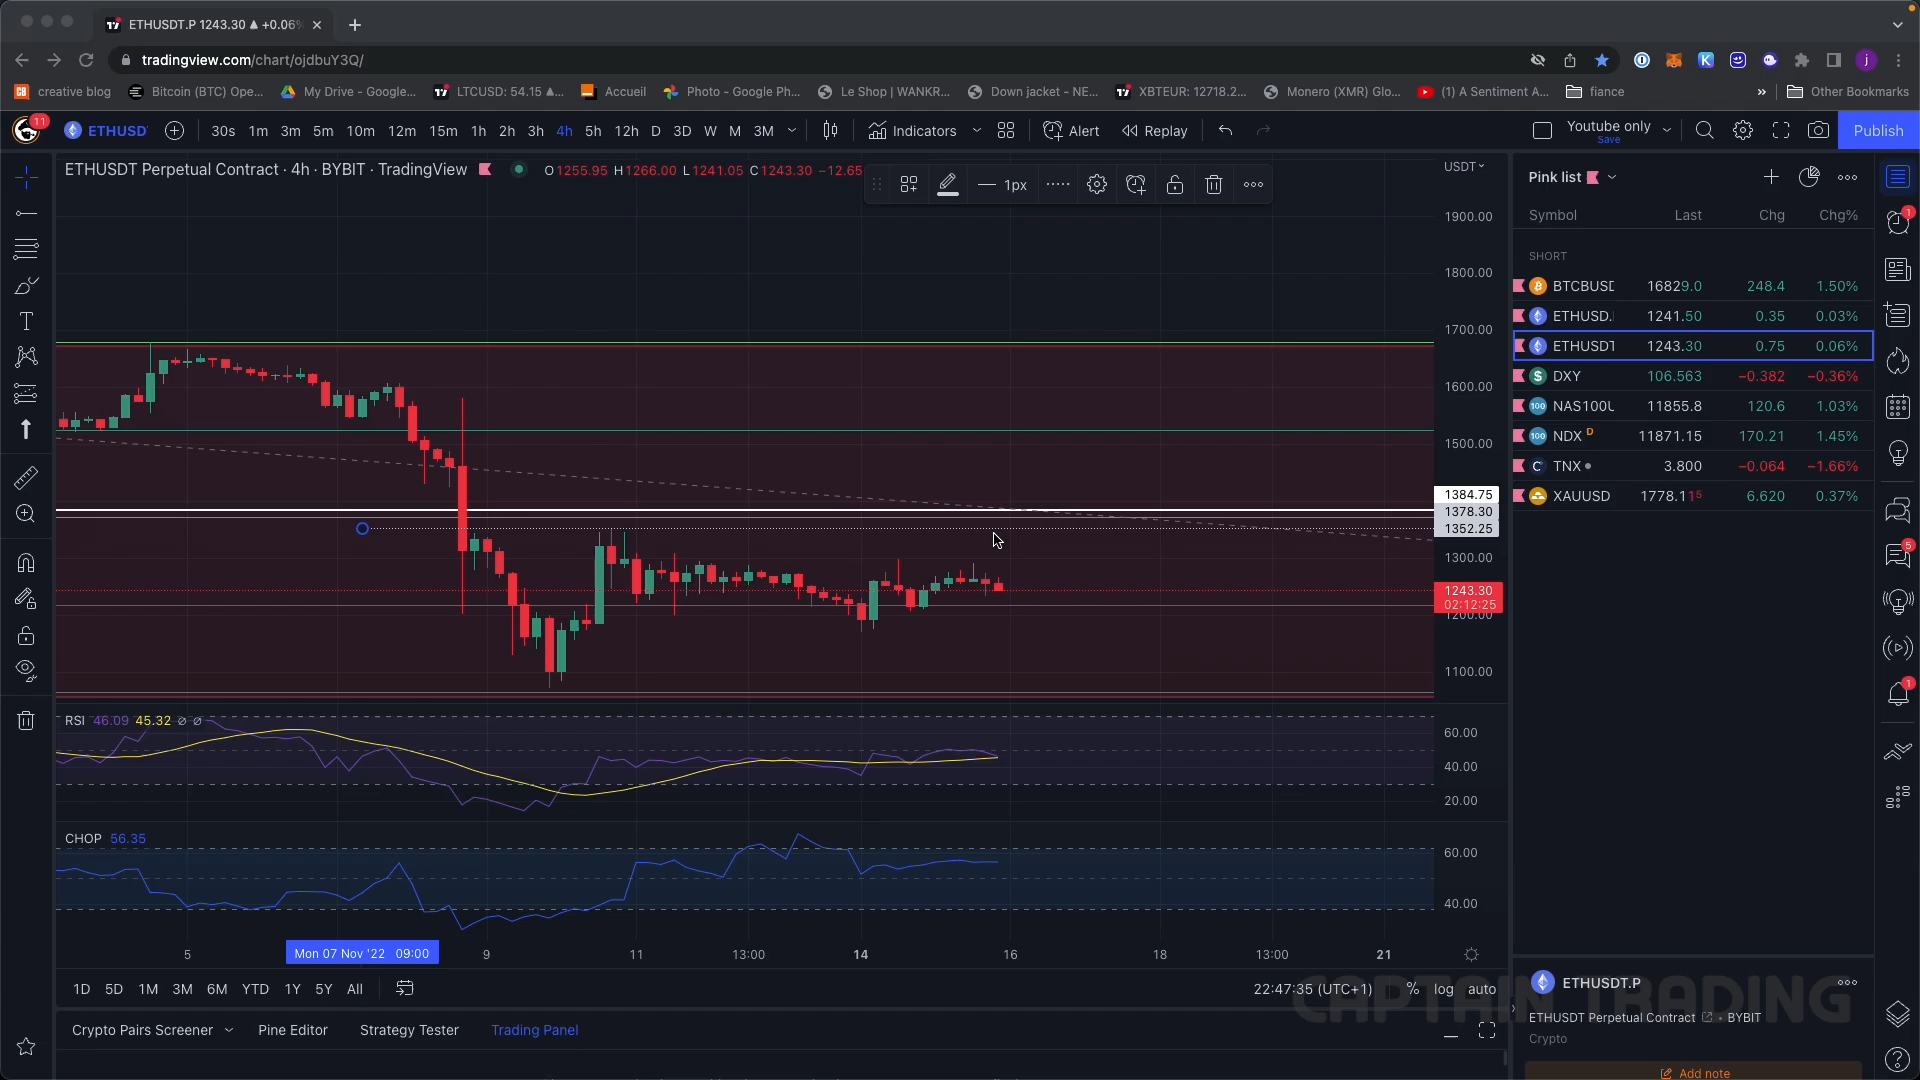 ETHUSDT.P 1243.30 ▲ +0.06%
tradingview.com/chart/ojdbuY3Q/
creative blog
Bitcoin (BTC) Ope...
My Drive - Google...
LTCUSD: 54.15 ▲...
Accueil
Photo - Google Ph...
Le Shop | WANKR...
Down jacket - NE...
XBTEUR: 12718.2...
Monero (XMR) Glo...
(1) A Sentiment A...
fiance
» Other Bookmarks
11
ETHUSD
30s 1m 3m 5m 10m 12m 15m 1h 2h 3h 4h 5h 12h D 3D W M 3M
Indicators
Alert
Replay
Youtube only
Save
Publish
ETHUSDT Perpetual Contract · 4h · BYBIT · TradingView
O1255.95 H1266.00 L1241.05 C1243.30 −12.65
1px
USDT
1900.00
1800.00
1700.00
1600.00
1500.00
1384.75
1378.30
1352.25
1300.00
1243.30
02:12:25
1200.00
1100.00
RSI 46.09 45.32 ∅ ∅
60.00
40.00
20.00
CHOP 56.35
60.00
40.00
5
Mon 07 Nov '22 09:00
9 11 13:00 14 16 18 13:00 21
1D 5D 1M 3M 6M YTD 1Y 5Y All
22:47:35 (UTC+1) % log auto
Crypto Pairs Screener
Pine Editor
Strategy Tester
Trading Panel
Pink list
Symbol Last Chg Chg%
SHORT
BTCBUSD 16829.0 248.4 1.50%
ETHUSD. 1241.50 0.35 0.03%
ETHUSDT 1243.30 0.75 0.06%
DXY 106.563 −0.382 −0.36%
NAS100U 11855.8 120.6 1.03%
NDX D 11871.15 170.21 1.45%
TNX 3.800 −0.064 −1.66%
XAUUSD 1778.115 6.620 0.37%
1
5
1
CAPTAIN TRADING
ETHUSDT.P
ETHUSDT Perpetual Contract · BYBIT
Crypto
Add note